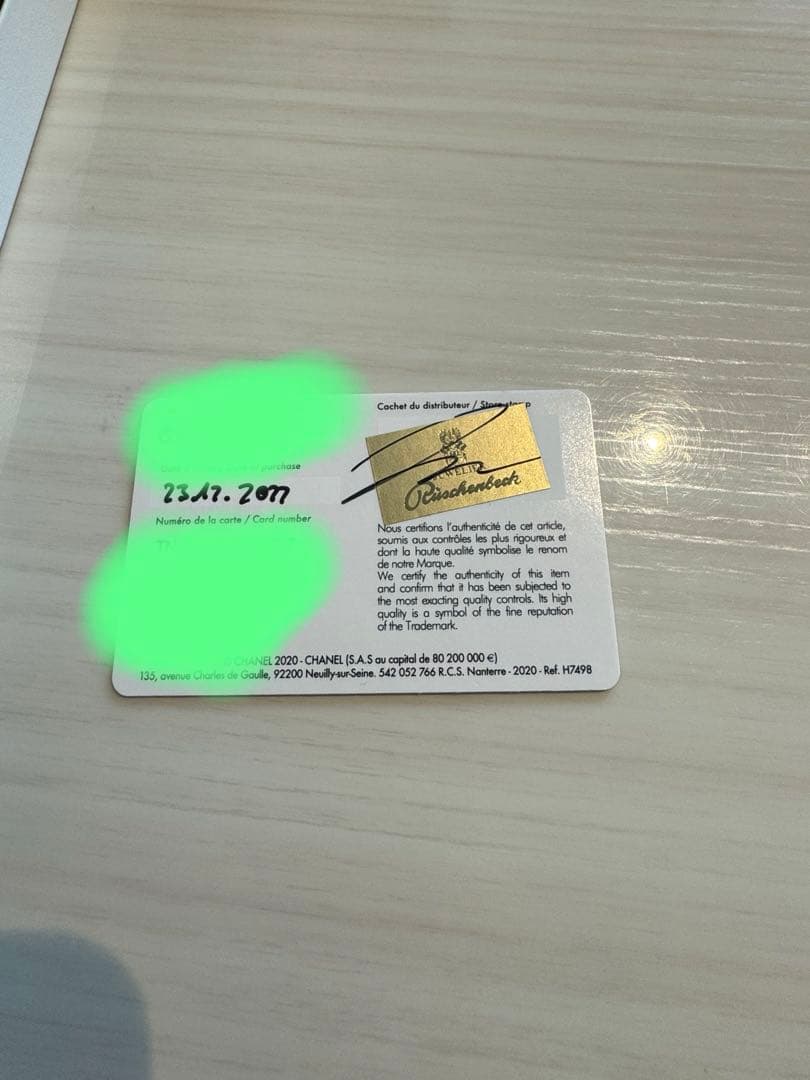 Cachet du distributeur /
purchase
23.12.2022
Numéro de la carte / Card number
JUWELIER
Rüschenbeck
Nous certifions l'authenticité de cet article,
soumis aux contrôles les plus rigoureux et
dont la haute qualité symbolise le renom
de notre Marque.
We certify the authenticity of this item
and confirm that it has been subjected to
the most exacting quality controls. Its high
quality is a symbol of the fine reputation
of the Trademark.
CHANEL 2020 - CHANEL (S.A.S au capital de 80 200 000 €)
135, avenue Charles de Gaulle, 92200 Neuilly-sur-Seine. 542 052 766 R.C.S. Nanterre - 2020 - Ref. H7498